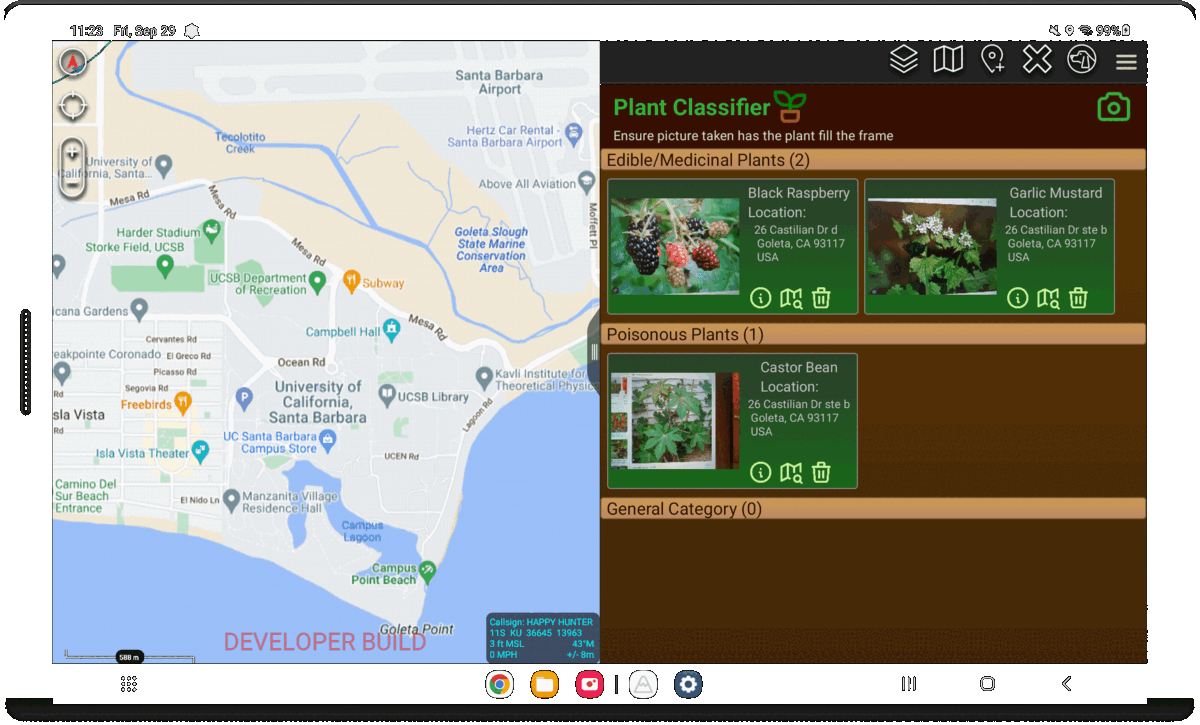 11:23 Fri, Sep 29
99%
Santa Barbara
Airport
Hertz Car Rental -
Santa Barbara Airport
Tecolotito
Creek
University of
California, Santa...
Above All Aviation
Mesa Rd
Mesa Rd
Moffett Pl
Harder Stadium
Storke Field, UCSB
Goleta Slough
State Marine
Conservation
Area
Mesa Rd
UCSB Department
of Recreation
Subway
icana Gardens
Campbell Hall
Mesa Rd
Cervantes Rd
eakpointe Coronado
El Greco Rd
Ocean Rd
Picasso Rd
Kavli Institute for
Theoretical Physic
Segovia Rd
Rd
University of
California,
Santa Barbara
UCSB Library
Freebirds
P
Lagoon Rd
sla Vista
Rd
UC Santa Barbara
Campus Store
Isla Vista Theater
UCEN Rd
Camino Del
Sur Beach
Entrance
El Nido Ln
Manzanita Village
Residence Hall
Campus
Lagoon
Campus
Point Beach
Goleta Point
DEVELOPER BUILD
588 m
Callsign: HAPPY HUNTER
11S KU 36645 13963
3 ft MSL 43°M
0 MPH +/- 8m
Plant Classifier
Ensure picture taken has the plant fill the frame
Edible/Medicinal Plants (2)
Black Raspberry
Location:
26 Castilian Dr d
Goleta, CA 93117
USA
Garlic Mustard
Location:
26 Castilian Dr ste b
Goleta, CA 93117
USA
Poisonous Plants (1)
Castor Bean
Location:
26 Castilian Dr ste b
Goleta, CA 93117
USA
General Category (0)